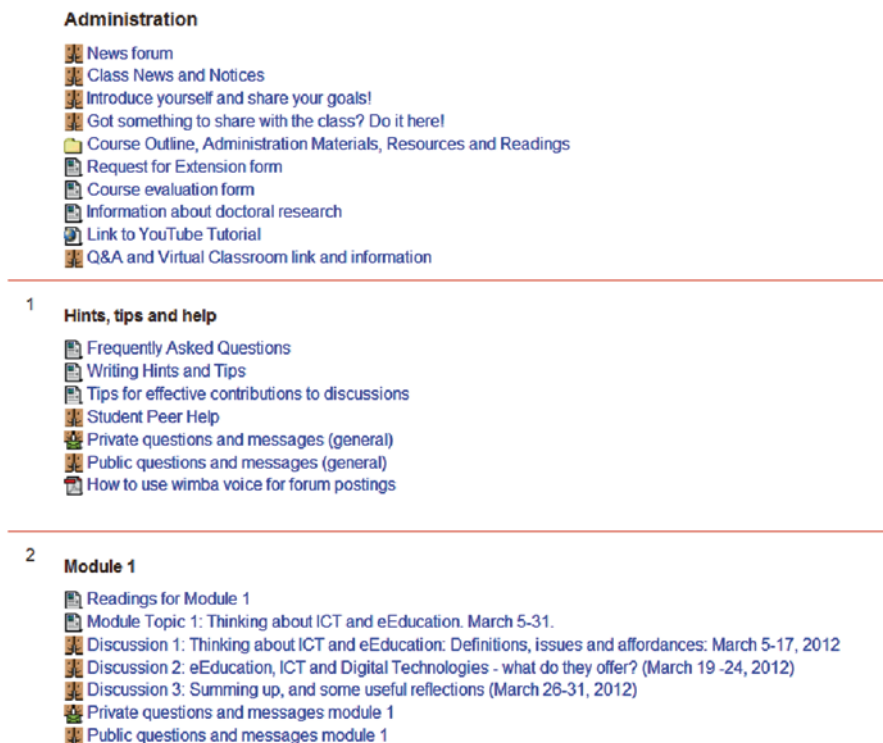 Administration
News forum
Class News and Notices
Introduce yourself and share your goals!
Got something to share with the class? Do it here!
Course Outline, Administration Materials, Resources and Readings
Request for Extension form
Course evaluation form
Information about doctoral research
Link to YouTube Tutorial
Q&A and Virtual Classroom link and information
1
Hints, tips and help
Frequently Asked Questions
Writing Hints and Tips
Tips for effective contributions to discussions
Student Peer Help
Private questions and messages (general)
Public questions and messages (general)
How to use wimba voice for forum postings
2
Module 1
Readings for Module 1
Module Topic 1: Thinking about ICT and eEducation. March 5-31.
Discussion 1: Thinking about ICT and eEducation: Definitions, issues and affordances: March 5-17, 2012
Discussion 2: eEducation, ICT and Digital Technologies - what do they offer? (March 19 -24, 2012)
Discussion 3: Summing up, and some useful reflections (March 26-31, 2012)
Private questions and messages module 1
Public questions and messages module 1